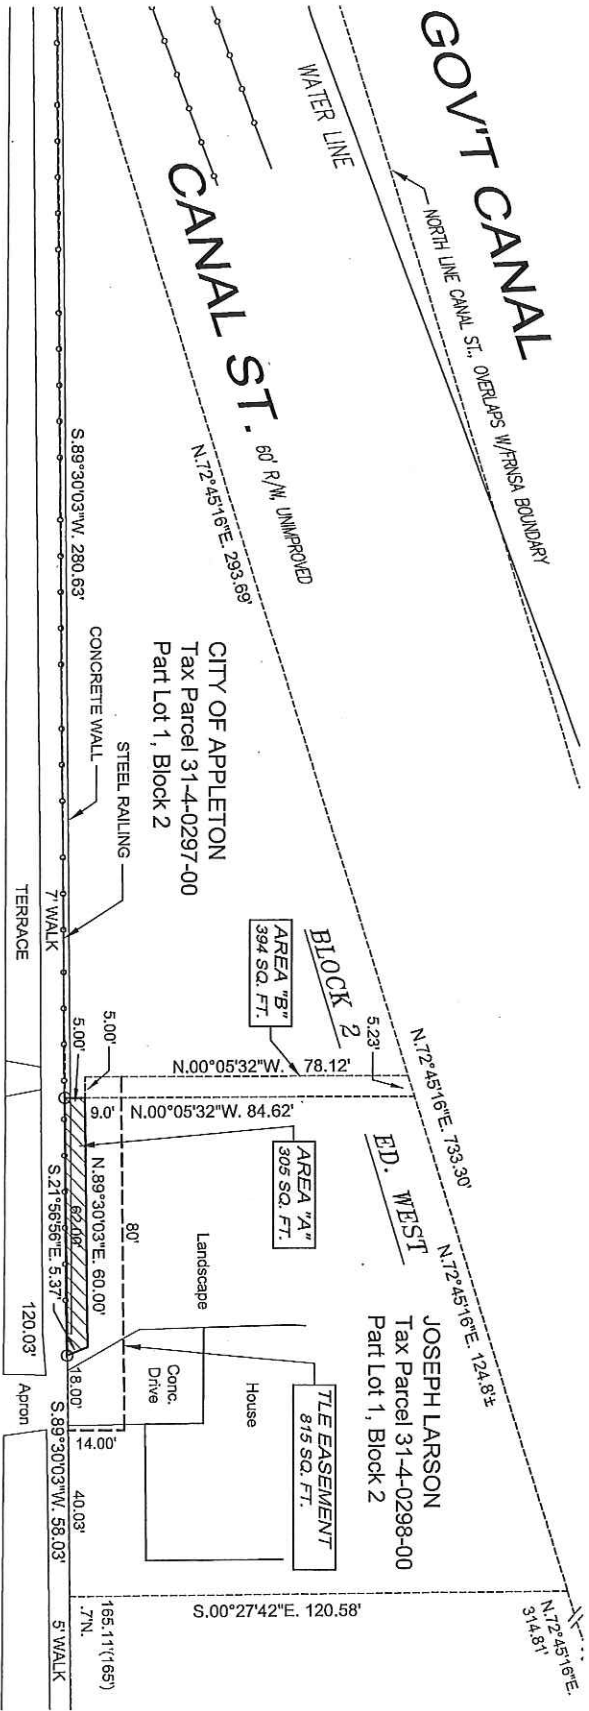 GOV'T CANAL
NORTH LINE CANAL ST., OVERLAPS W/FRNSA BOUNDARY
WATER LINE
CANAL ST.
60' R/W, UNIMPROVED
N.72°45'16"E. 293.69'
S.89°30'03"W. 280.63'
CONCRETE WALL
STEEL RAILING
7' WALK
TERRACE
CITY OF APPLETON
Tax Parcel 31-4-0297-00
Part Lot 1, Block 2
BLOCK 2
AREA "B"
394 SQ. FT.
5.23'
N.00°05'32"W. 78.12'
N.00°05'32"W. 84.62'
5.00'
5.00'
9.0'
N.72°45'16"E. 733.30'
ED. WEST
N.72°45'16"E. 124.8'±
AREA "A"
305 SQ. FT.
N.89°30'03"E. 60.00'
62.00'
S.21°56'56"E. 5.37'
80'
Landscape
House
Conc.
Drive
JOSEPH LARSON
Tax Parcel 31-4-0298-00
Part Lot 1, Block 2
TLE EASEMENT
815 SQ. FT.
120.03'
18.00'
14.00'
Apron
S.89°30'03"W. 58.03'
40.03'
S.00°27'42"E. 120.58'
165.11'(165')
.7'N.
5' WALK
N.72°45'16"E.
314.81'